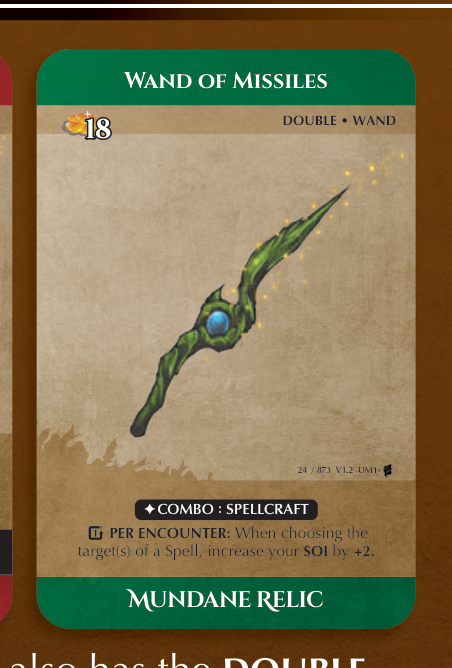 WAND OF MISSILES
18
DOUBLE • WAND
24 / 873 V1.2-UM1-
✦COMMO : SPELLCRAFT
PER ENCOUNTER: When choosing the
target(s) of a Spell, increase your SOI by +2.
MUNDANE RELIC
also has the DOUBLE